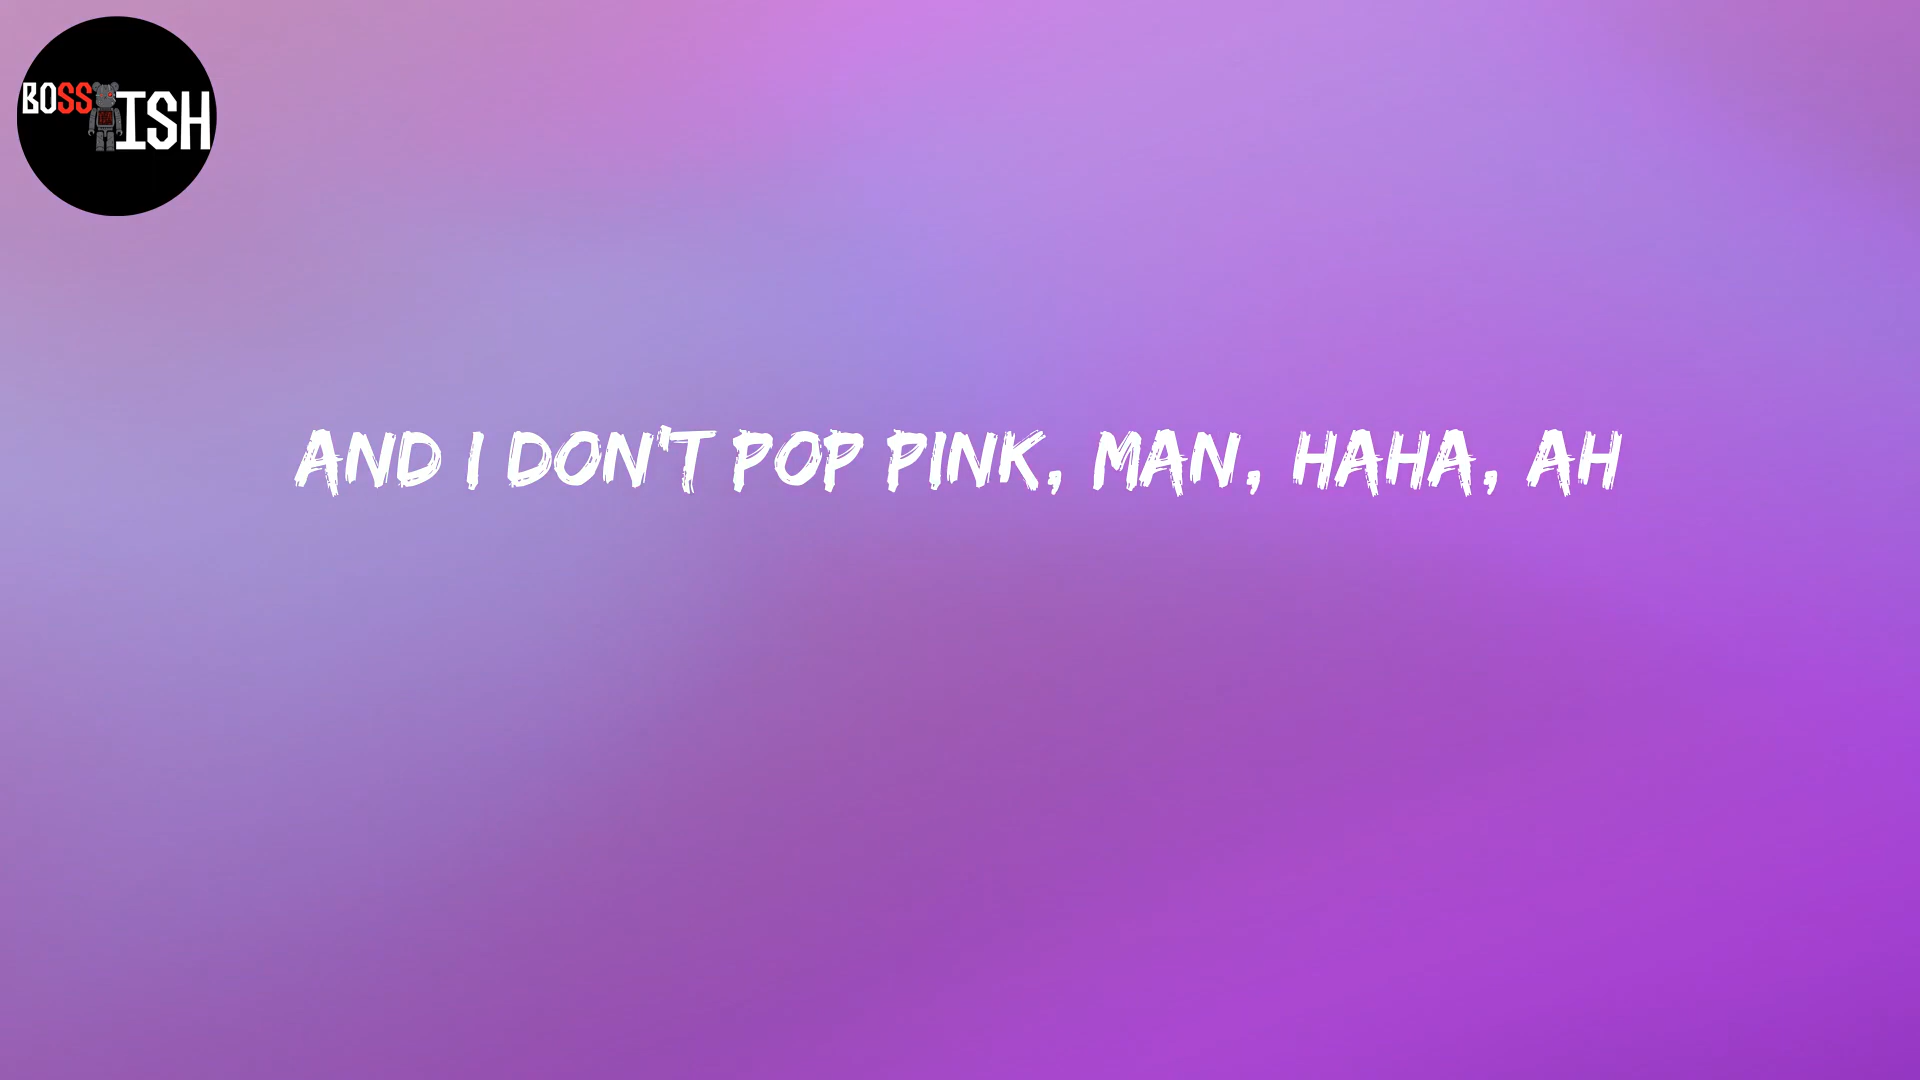 BOSS ISH
AND I DON'T POP PINK, MAN, HAHA, AH